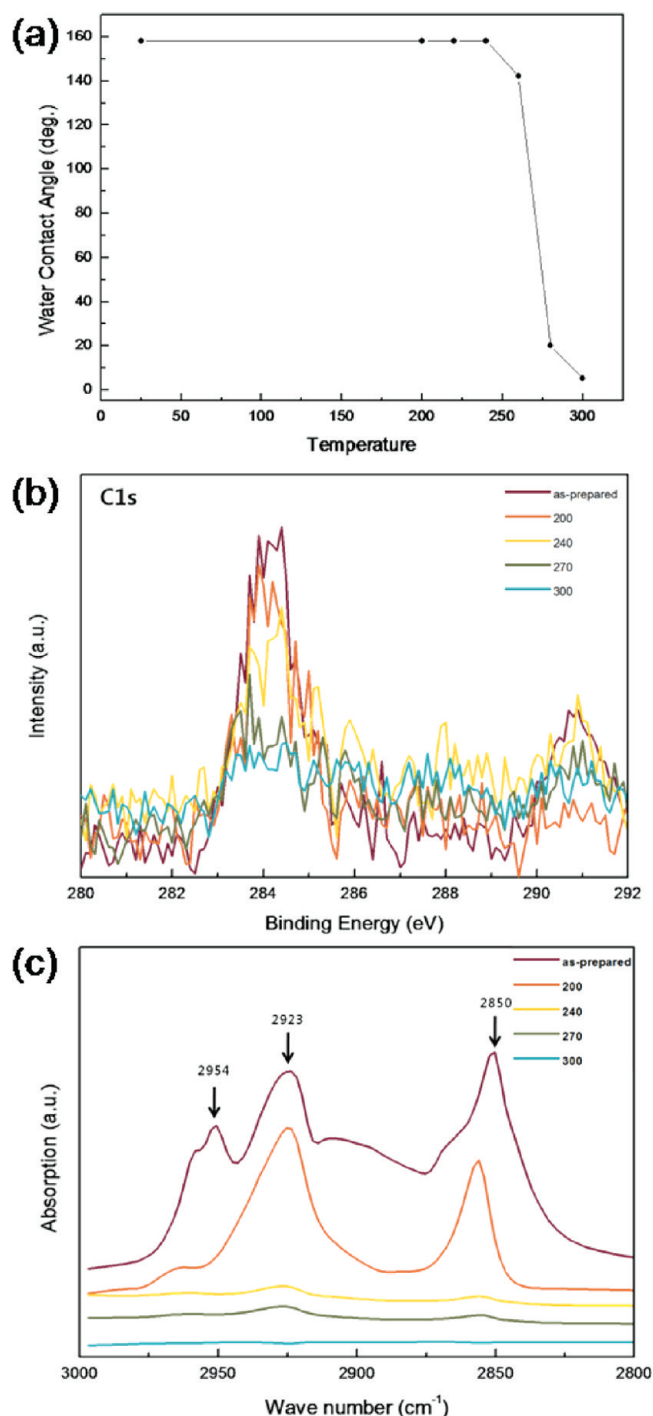 (a)
160
140
120
100
80
60
40
20
0
Water Contact Angle (deg.)
0 50 100 150 200 250 300
Temperature
(b)
C1s
as-prepared
200
240
270
300
Intensity (a.u.)
280 282 284 286 288 290 292
Binding Energy (eV)
(c)
as-prepared
200
240
270
300
2954
2923
2850
Absorption (a.u.)
3000 2950 2900 2850 2800
Wave number (cm⁻¹)